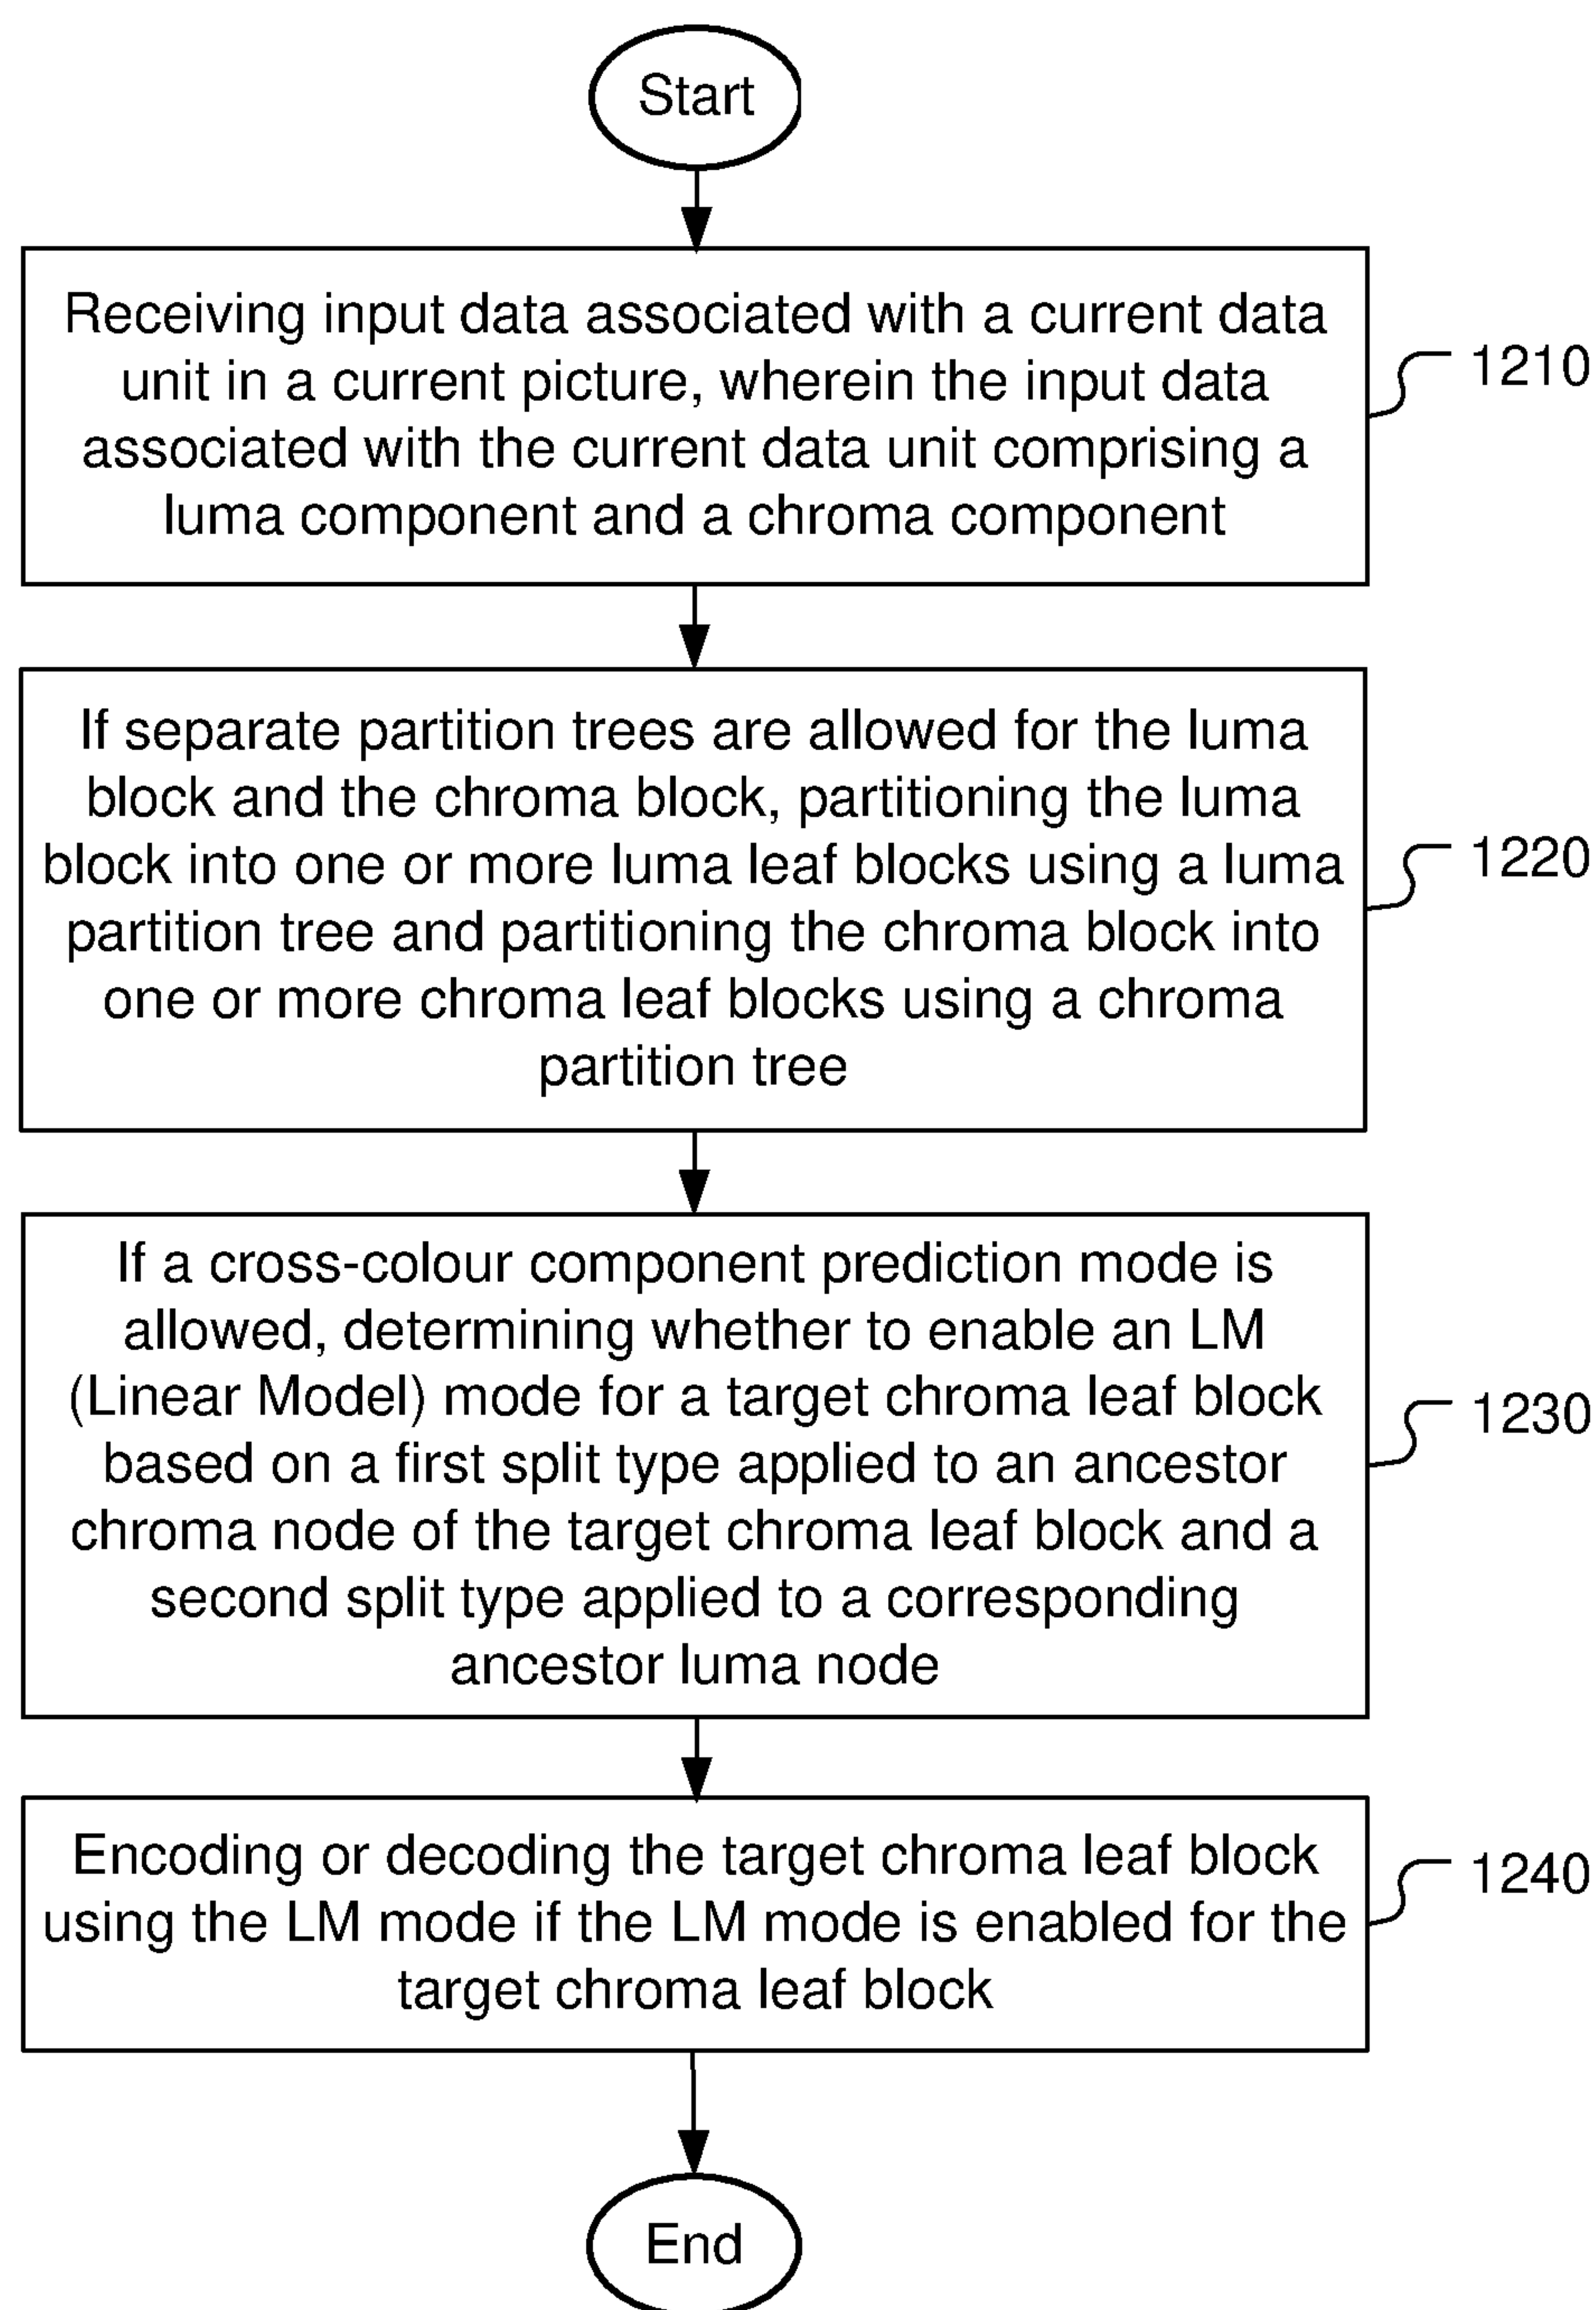 Start
Receiving input data associated with a current data
unit in a current picture, wherein the input data
associated with the current data unit comprising a
luma component and a chroma component
1210
If separate partition trees are allowed for the luma
block and the chroma block, partitioning the luma
block into one or more luma leaf blocks using a luma
partition tree and partitioning the chroma block into
one or more chroma leaf blocks using a chroma
partition tree
1220
If a cross-colour component prediction mode is
allowed, determining whether to enable an LM
(Linear Model) mode for a target chroma leaf block
based on a first split type applied to an ancestor
chroma node of the target chroma leaf block and a
second split type applied to a corresponding
ancestor luma node
1230
Encoding or decoding the target chroma leaf block
using the LM mode if the LM mode is enabled for the
target chroma leaf block
1240
End